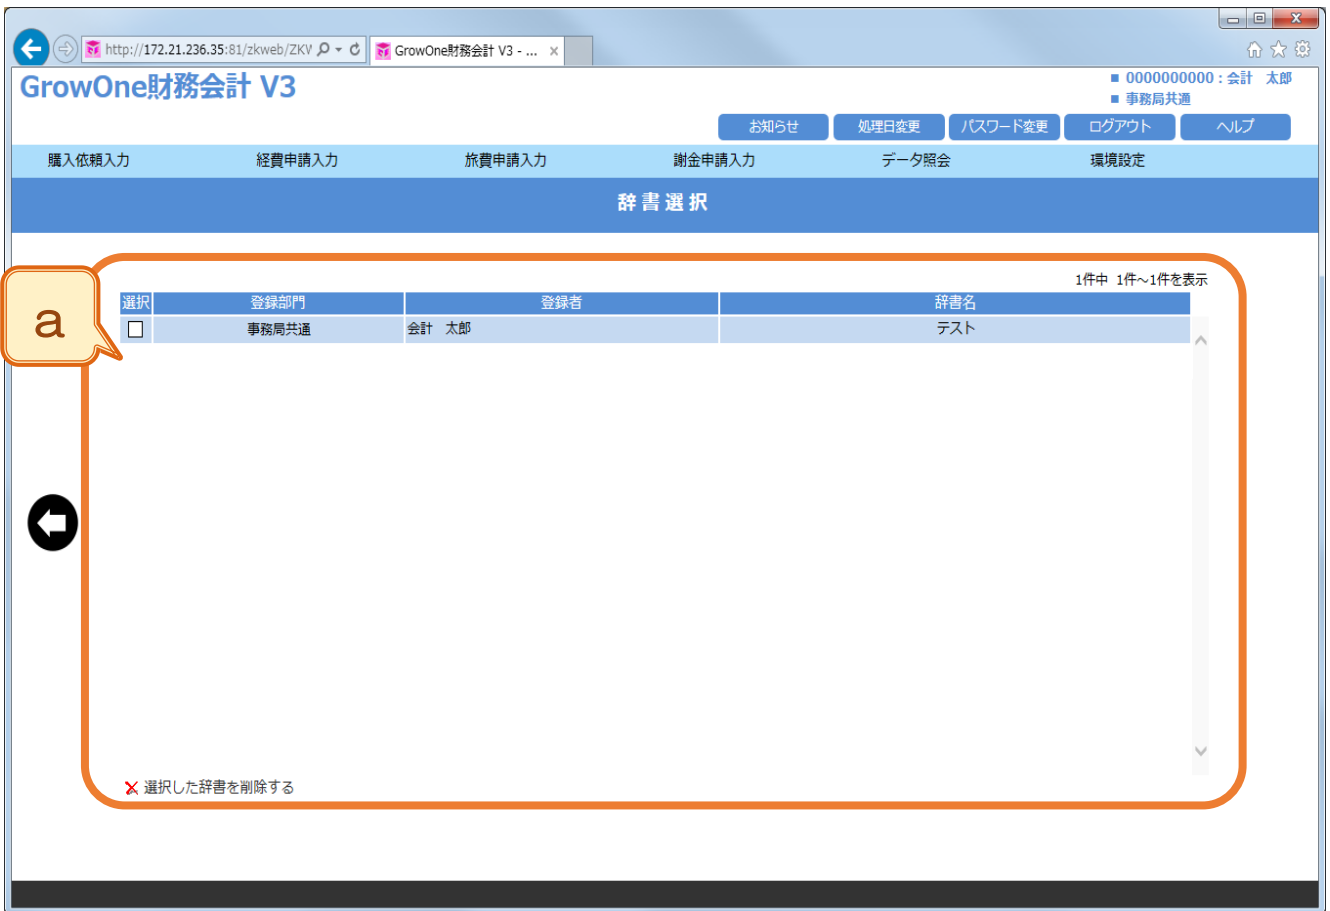 http://172.21.236.35:81/zkweb/ZKV
GrowOne財務会計 V3 - ...
GrowOne財務会計 V3
0000000000：会計　太郎
事務局共通
お知らせ 処理日変更 パスワード変更 ログアウト ヘルプ
購入依頼入力 経費申請入力 旅費申請入力 謝金申請入力 データ照会 環境設定
辞書選択
1件中 1件～1件を表示
a
選択 登録部門 登録者 辞書名
事務局共通 会計　太郎 テスト
選択した辞書を削除する